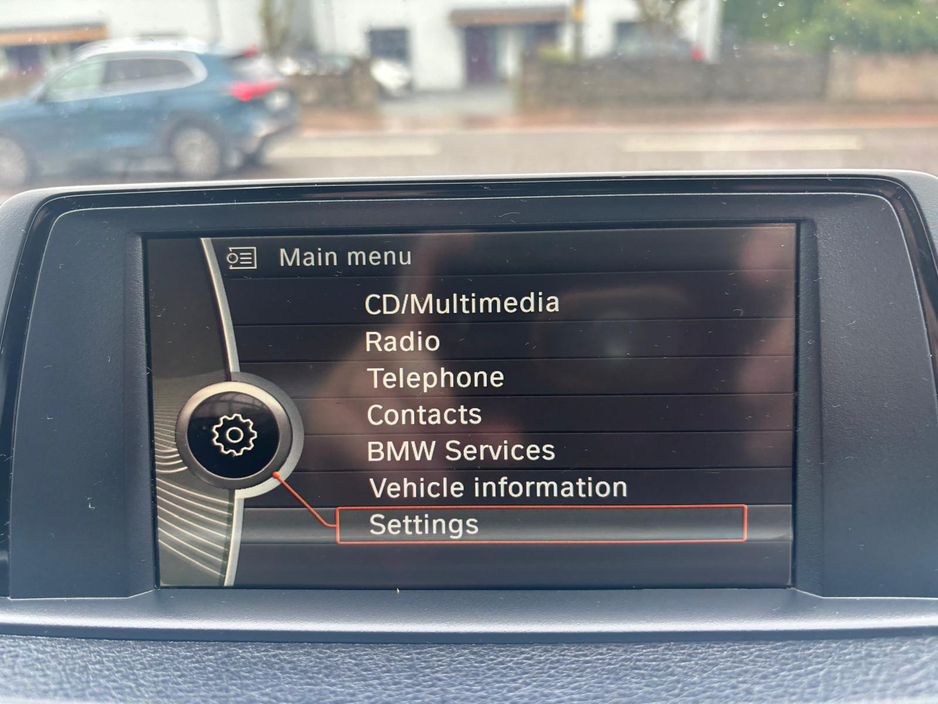 Main menu
CD/Multimedia
Radio
Telephone
Contacts
BMW Services
Vehicle information
Settings